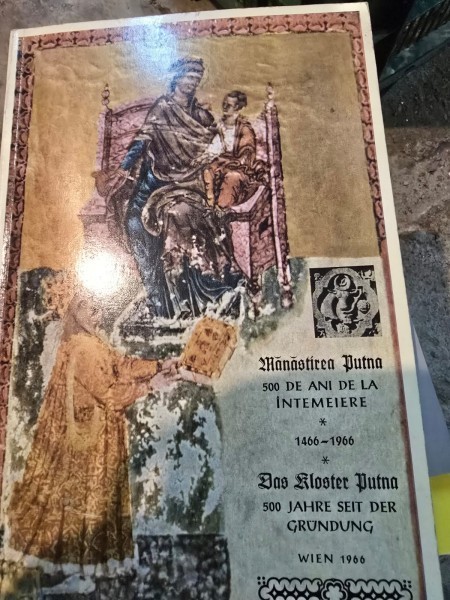 Mănăstirea Putna
500 DE ANI DE LA
ÎNTEMEIERE
*
1466–1966
*
Das Kloster Putna
500 JAHRE SEIT DER
GRÜNDUNG
WIEN 1966